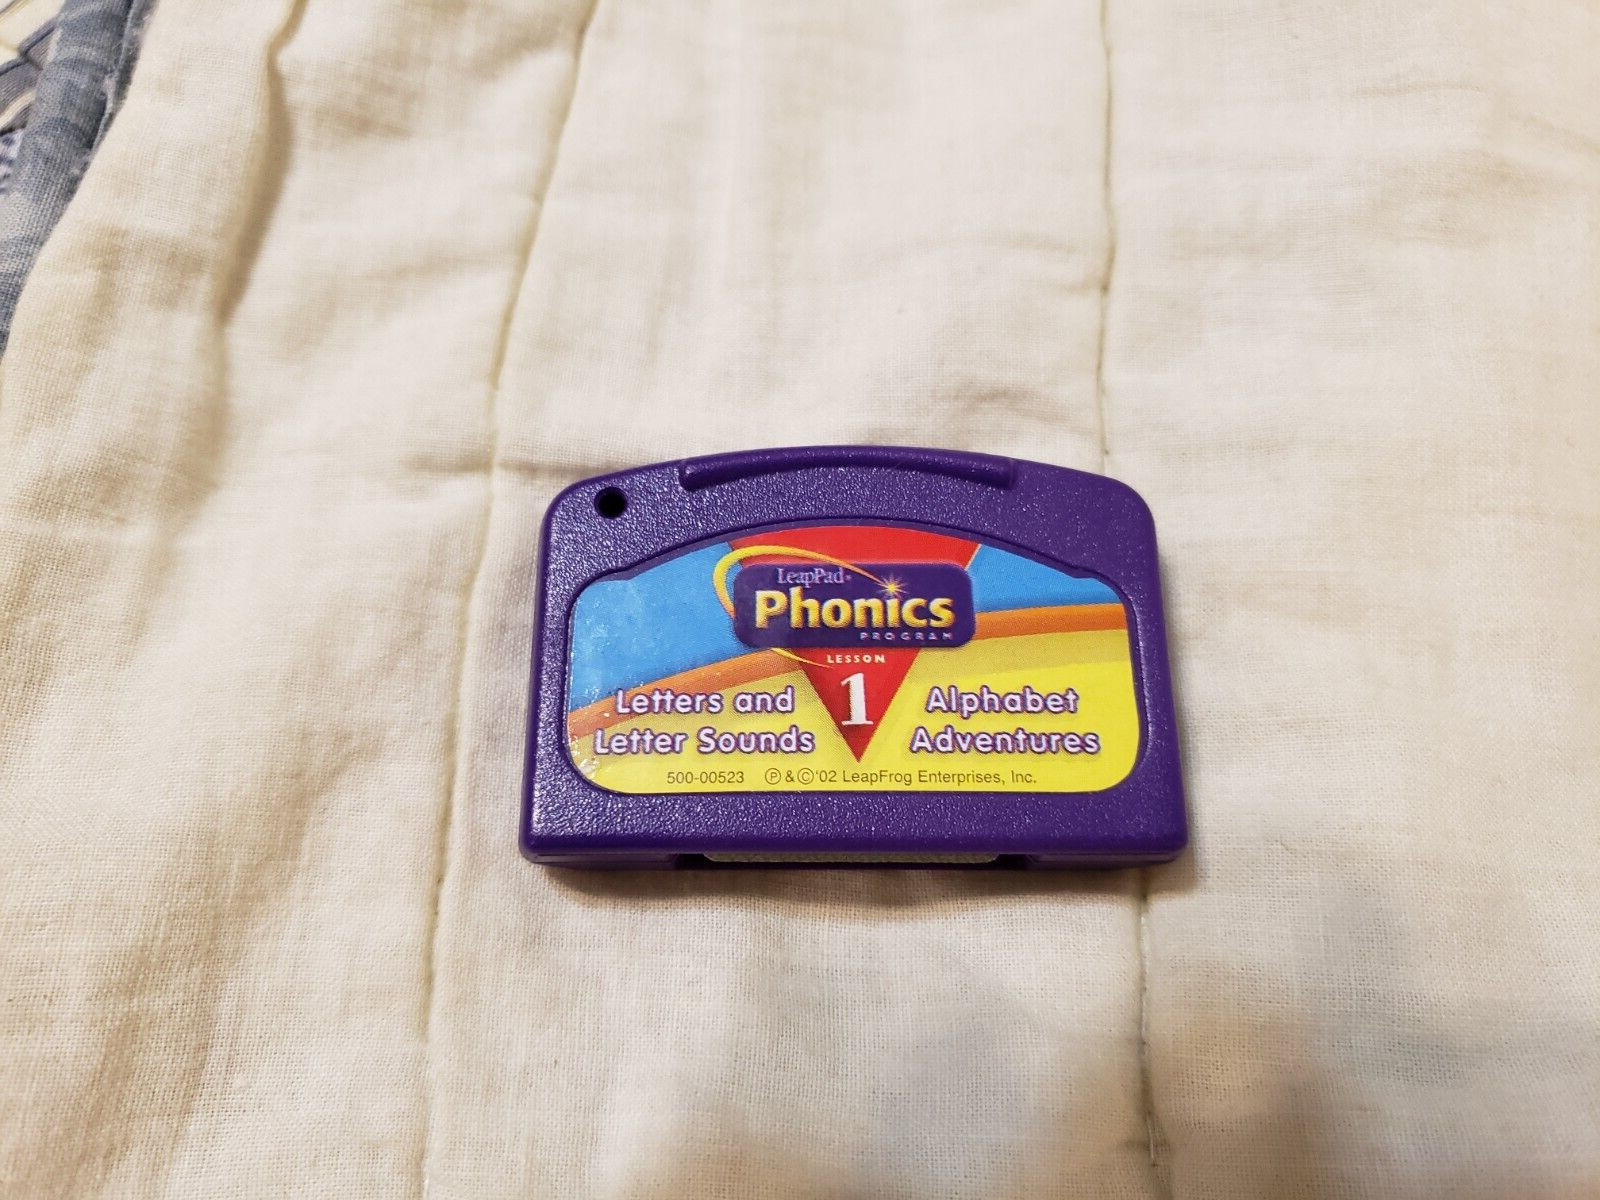 LeapPad
Phonics
PROGRAM
LESSON
1
Letters and
Letter Sounds
Alphabet
Adventures
500-00523 Ⓟ & ©'02 LeapFrog Enterprises, Inc.